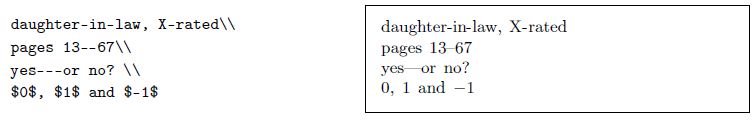 daughter-in-law, X-rated\\
pages 13--67\\
yes---or no? \\
$0$, $1$ and $-1$
daughter-in-law, X-rated
pages 13–67
yes—or no?
0, 1 and −1